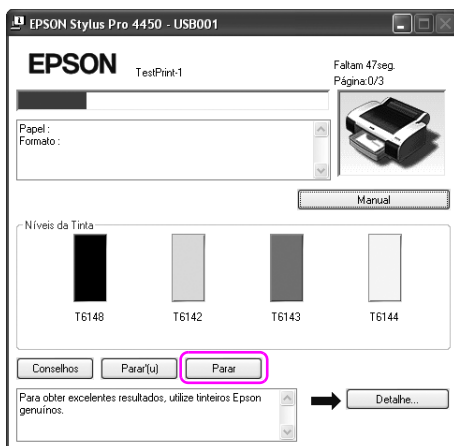 EPSON Stylus Pro 4450 - USB001
EPSON
TestPrint-1
Faltam 47seg.
Página:0/3
Papel :
Formato :
Manual
Níveis da Tinta
T6148 T6142 T6143 T6144
Conselhos Parar'(u) Parar
Para obter excelentes resultados, utilize tinteiros Epson
genuínos.
Detalhe...